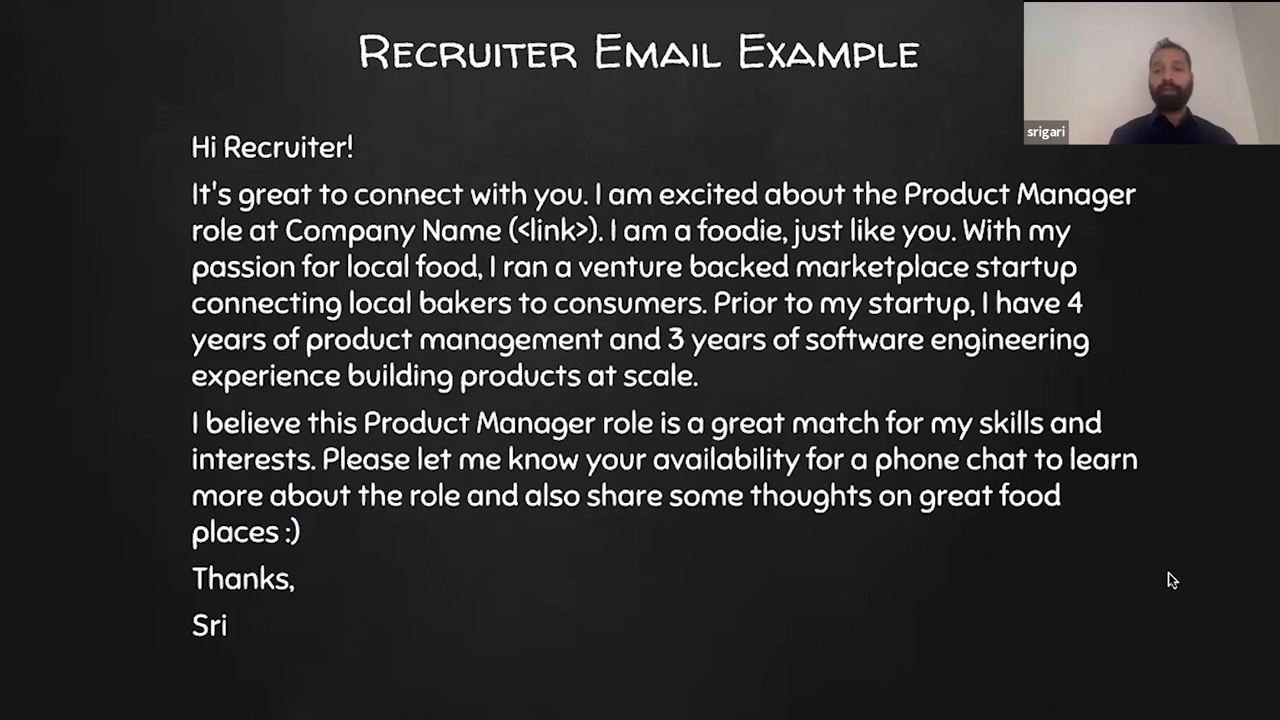 Recruiter Email Example
srigari
Hi Recruiter!
It's great to connect with you. I am excited about the Product Manager
role at Company Name (<link>). I am a foodie, just like you. With my
passion for local food, I ran a venture backed marketplace startup
connecting local bakers to consumers. Prior to my startup, I have 4
years of product management and 3 years of software engineering
experience building products at scale.
I believe this Product Manager role is a great match for my skills and
interests. Please let me know your availability for a phone chat to learn
more about the role and also share some thoughts on great food
places :)
Thanks,
Sri